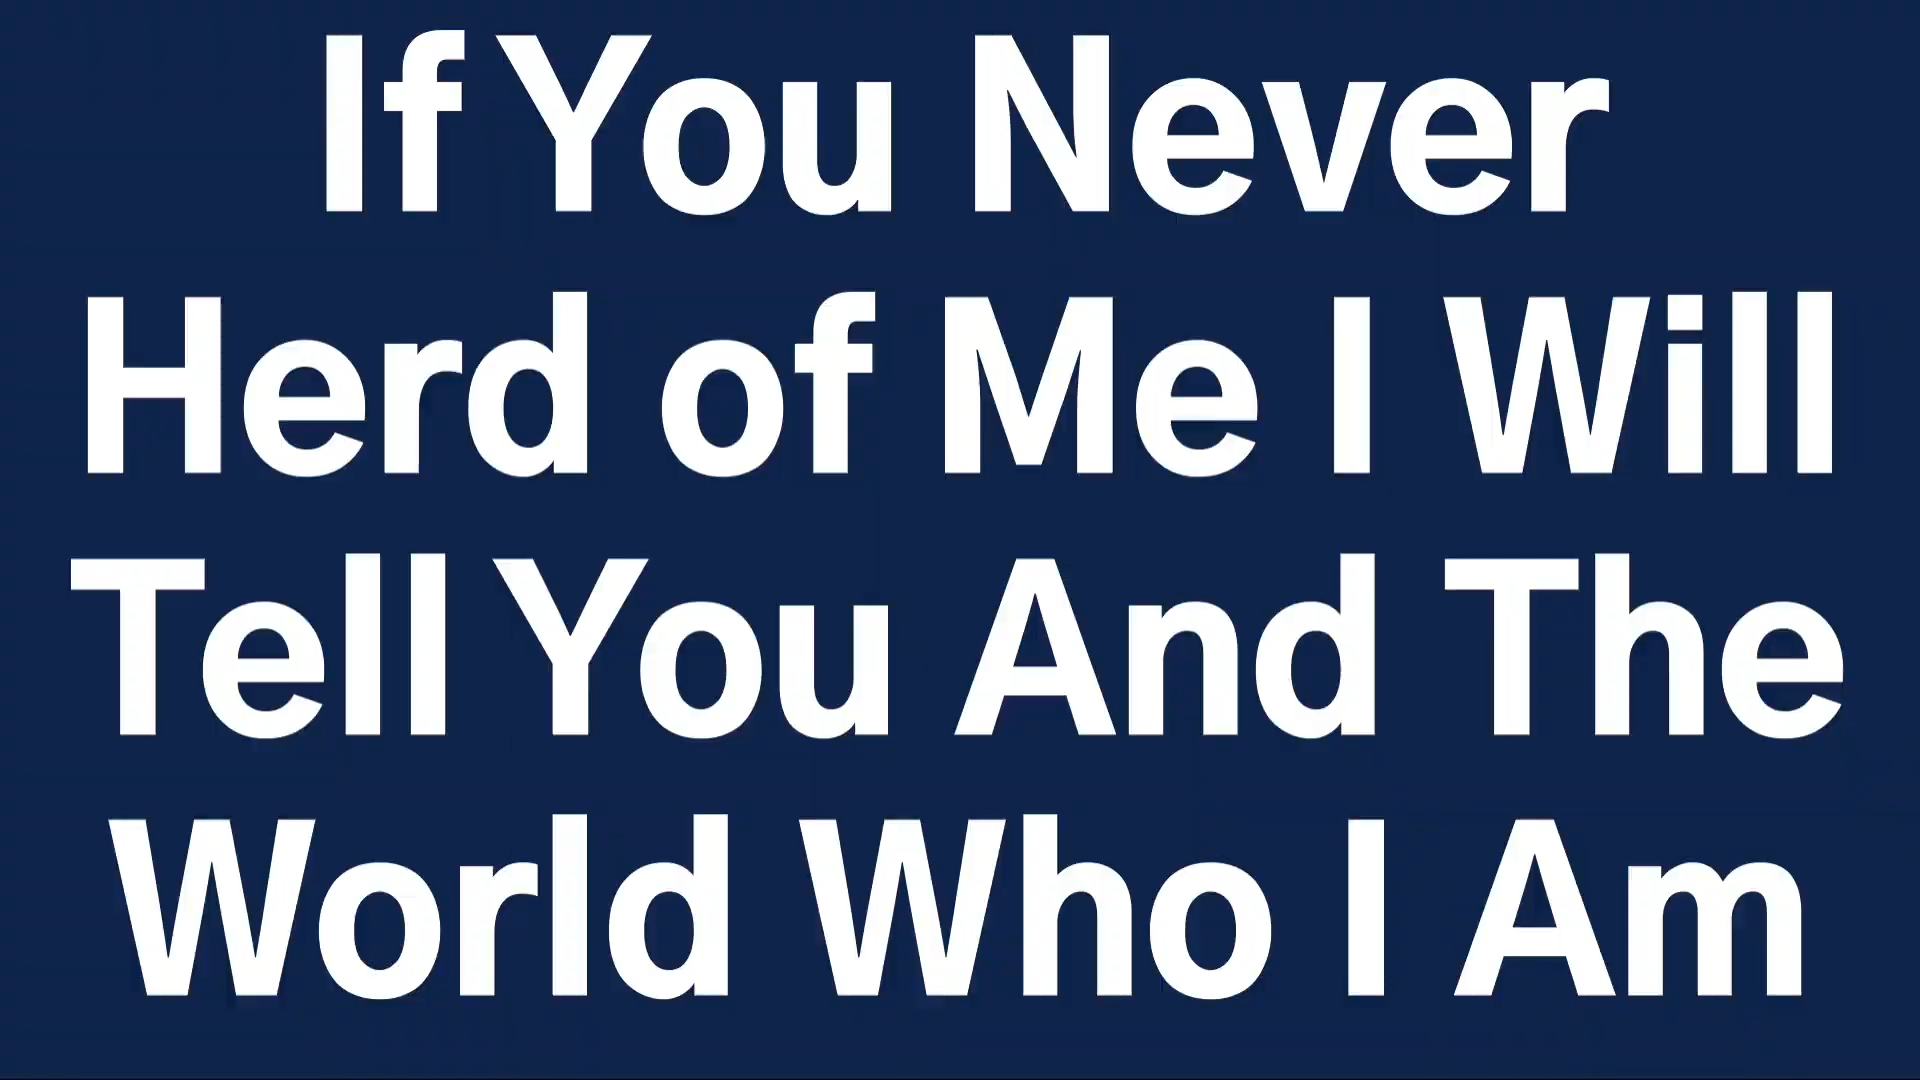 If You Never
Herd of Me I Will
Tell You And The
World Who I Am